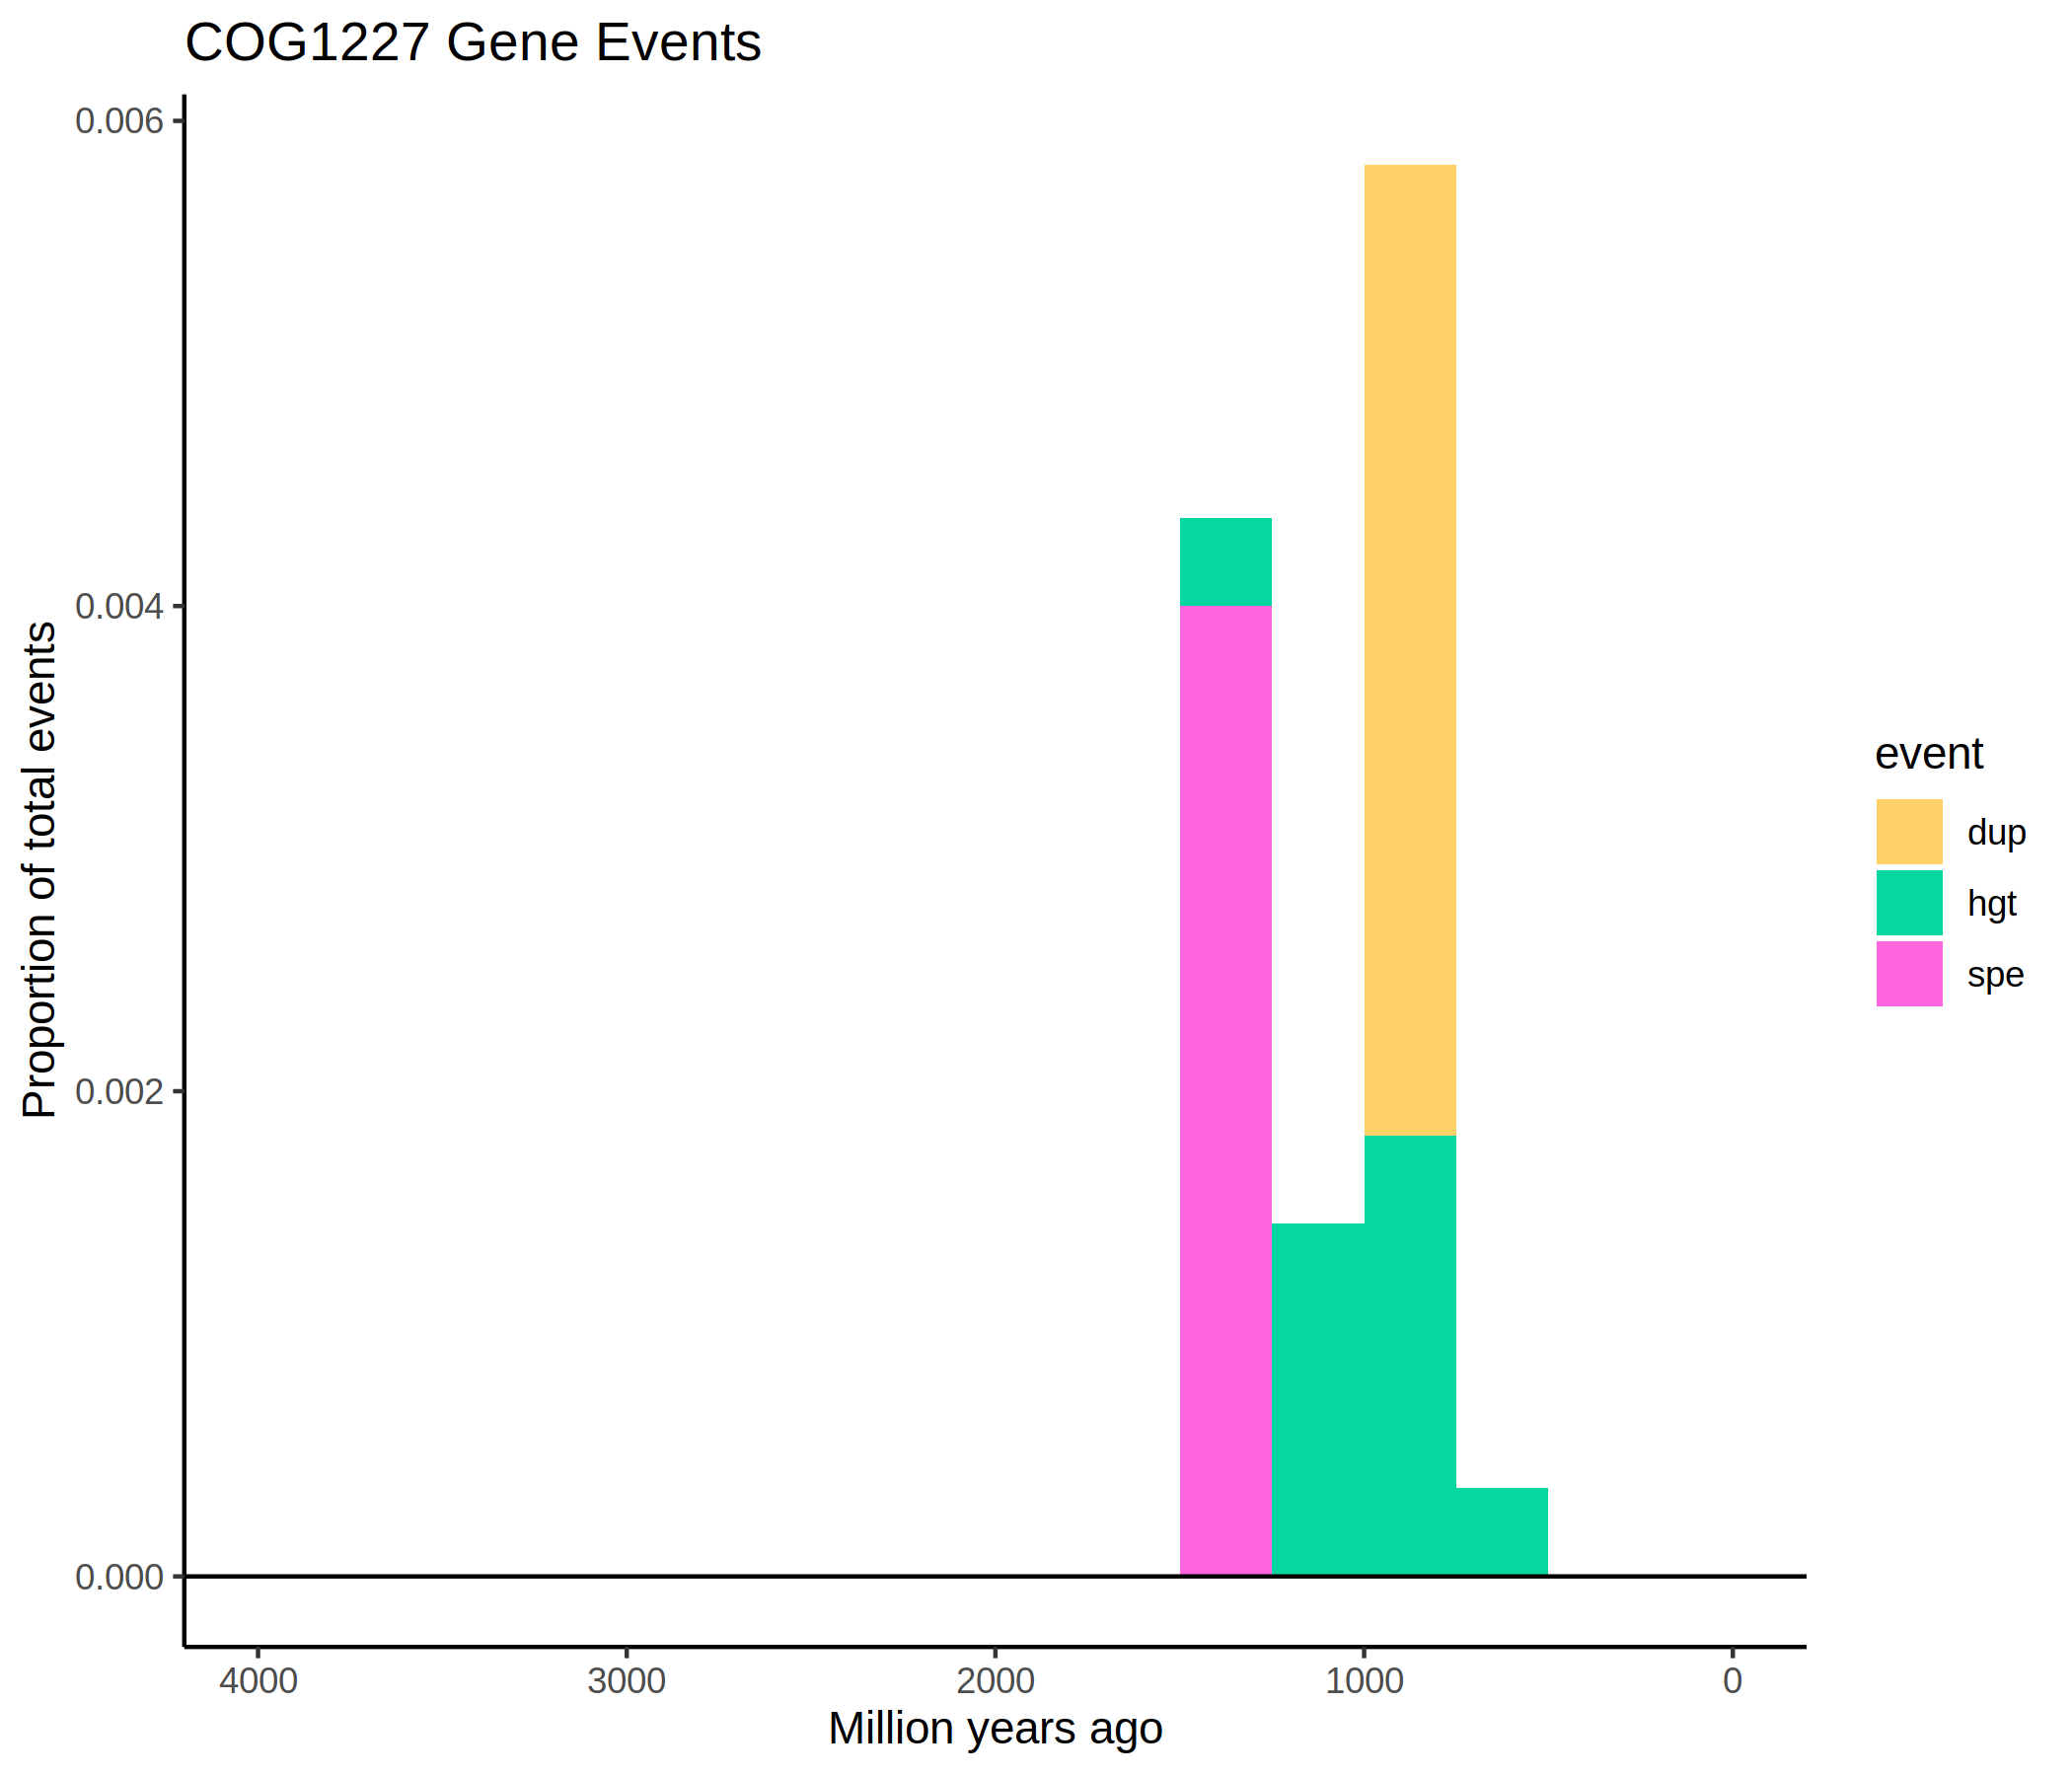 COG1227 Gene Events
Proportion of total events
0.006
0.004
0.002
0.000
4000 3000 2000 1000 0
Million years ago
event
dup
hgt
spe